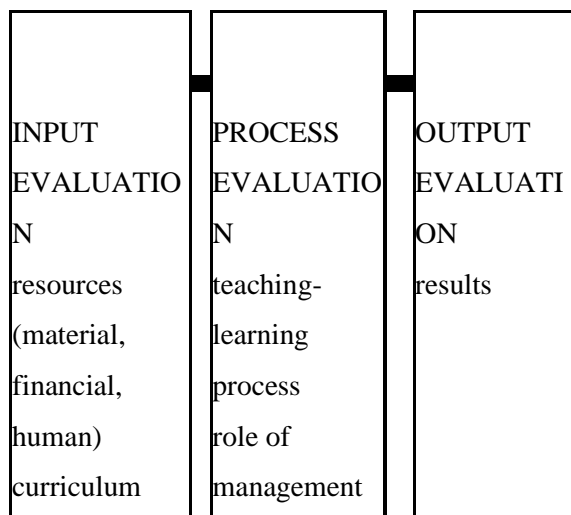 INPUT
EVALUATIO
N
resources
(material,
financial,
human)
curriculum
PROCESS
EVALUATIO
N
teaching-
learning
process
role of
management
OUTPUT
EVALUATI
ON
results